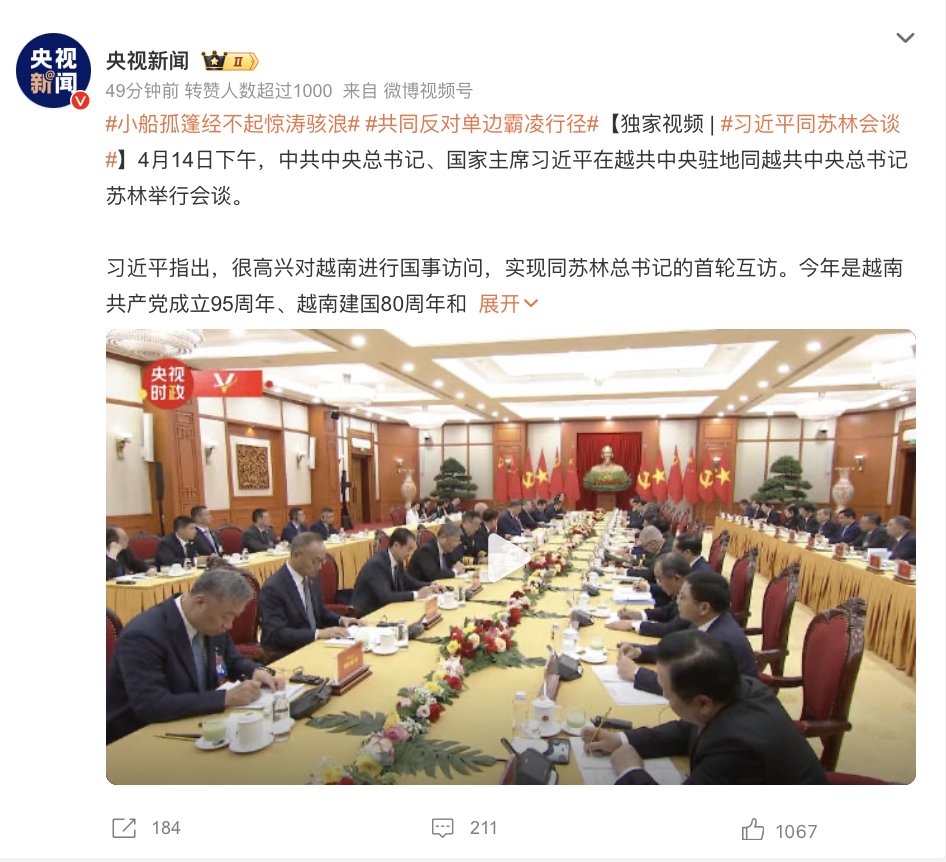 央视
新闻
央视新闻 II
49分钟前 转赞人数超过1000 来自 微博视频号
#小船孤篷经不起惊涛骇浪# #共同反对单边霸凌行径#【独家视频 | #习近平同苏林会谈
#】4月14日下午，中共中央总书记、国家主席习近平在越共中央驻地同越共中央总书记
苏林举行会谈。
习近平指出，很高兴对越南进行国事访问，实现同苏林总书记的首轮互访。今年是越南
共产党成立95周年、越南建国80周年和 展开
央视
时政
184
211
1067